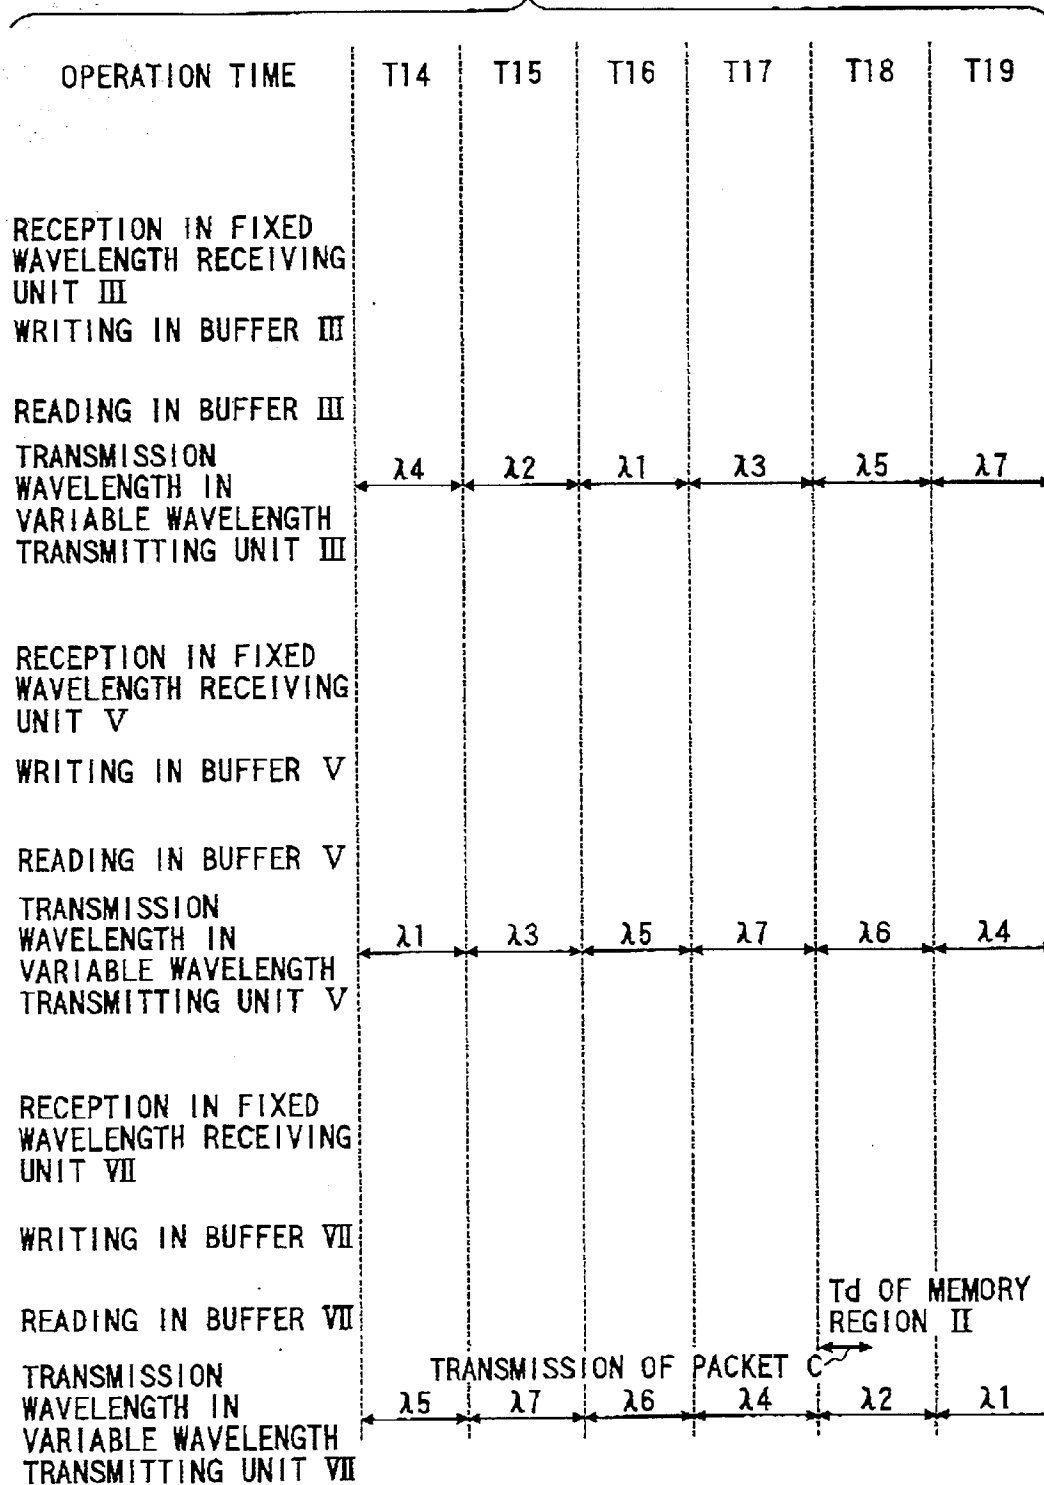 OPERATION TIME T14 T15 T16 T17 T18 T19
RECEPTION IN FIXED
WAVELENGTH RECEIVING
UNIT III
WRITING IN BUFFER III
READING IN BUFFER III
TRANSMISSION
WAVELENGTH IN
VARIABLE WAVELENGTH
TRANSMITTING UNIT III
λ4 λ2 λ1 λ3 λ5 λ7
RECEPTION IN FIXED
WAVELENGTH RECEIVING
UNIT V
WRITING IN BUFFER V
READING IN BUFFER V
TRANSMISSION
WAVELENGTH IN
VARIABLE WAVELENGTH
TRANSMITTING UNIT V
λ1 λ3 λ5 λ7 λ6 λ4
RECEPTION IN FIXED
WAVELENGTH RECEIVING
UNIT VII
WRITING IN BUFFER VII
READING IN BUFFER VII
Td OF MEMORY
REGION II
TRANSMISSION OF PACKET C
TRANSMISSION
WAVELENGTH IN
VARIABLE WAVELENGTH
TRANSMITTING UNIT VII
λ5 λ7 λ6 λ4 λ2 λ1